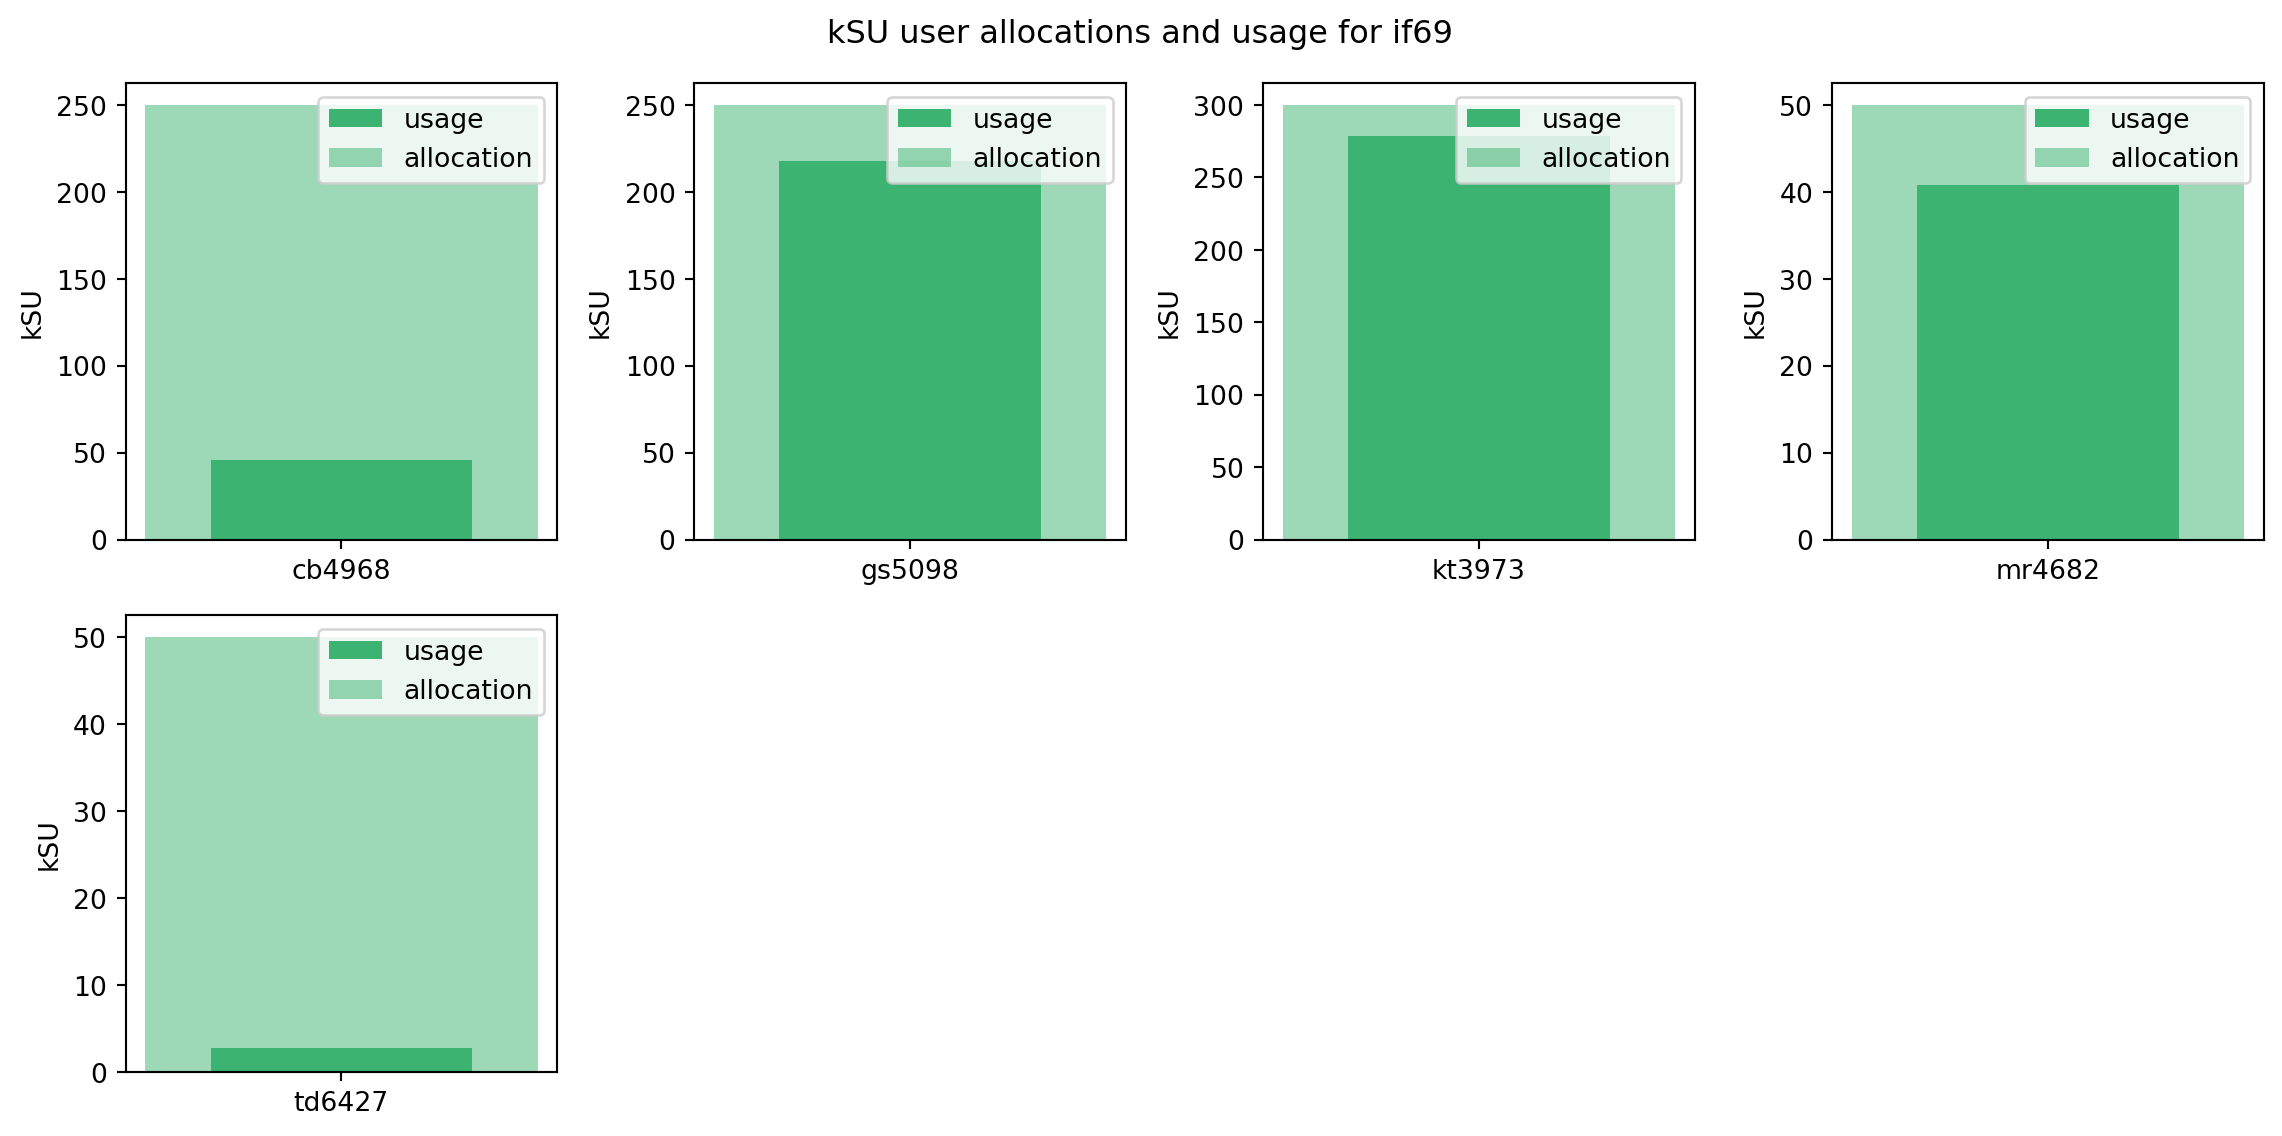 kSU user allocations and usage for if69
250
200
150
100
50
0
kSU
usage
allocation
cb4968
250
200
150
100
50
0
kSU
usage
allocation
gs5098
300
250
200
150
100
50
0
kSU
usage
allocation
kt3973
50
40
30
20
10
0
kSU
usage
allocation
mr4682
50
40
30
20
10
0
kSU
usage
allocation
td6427